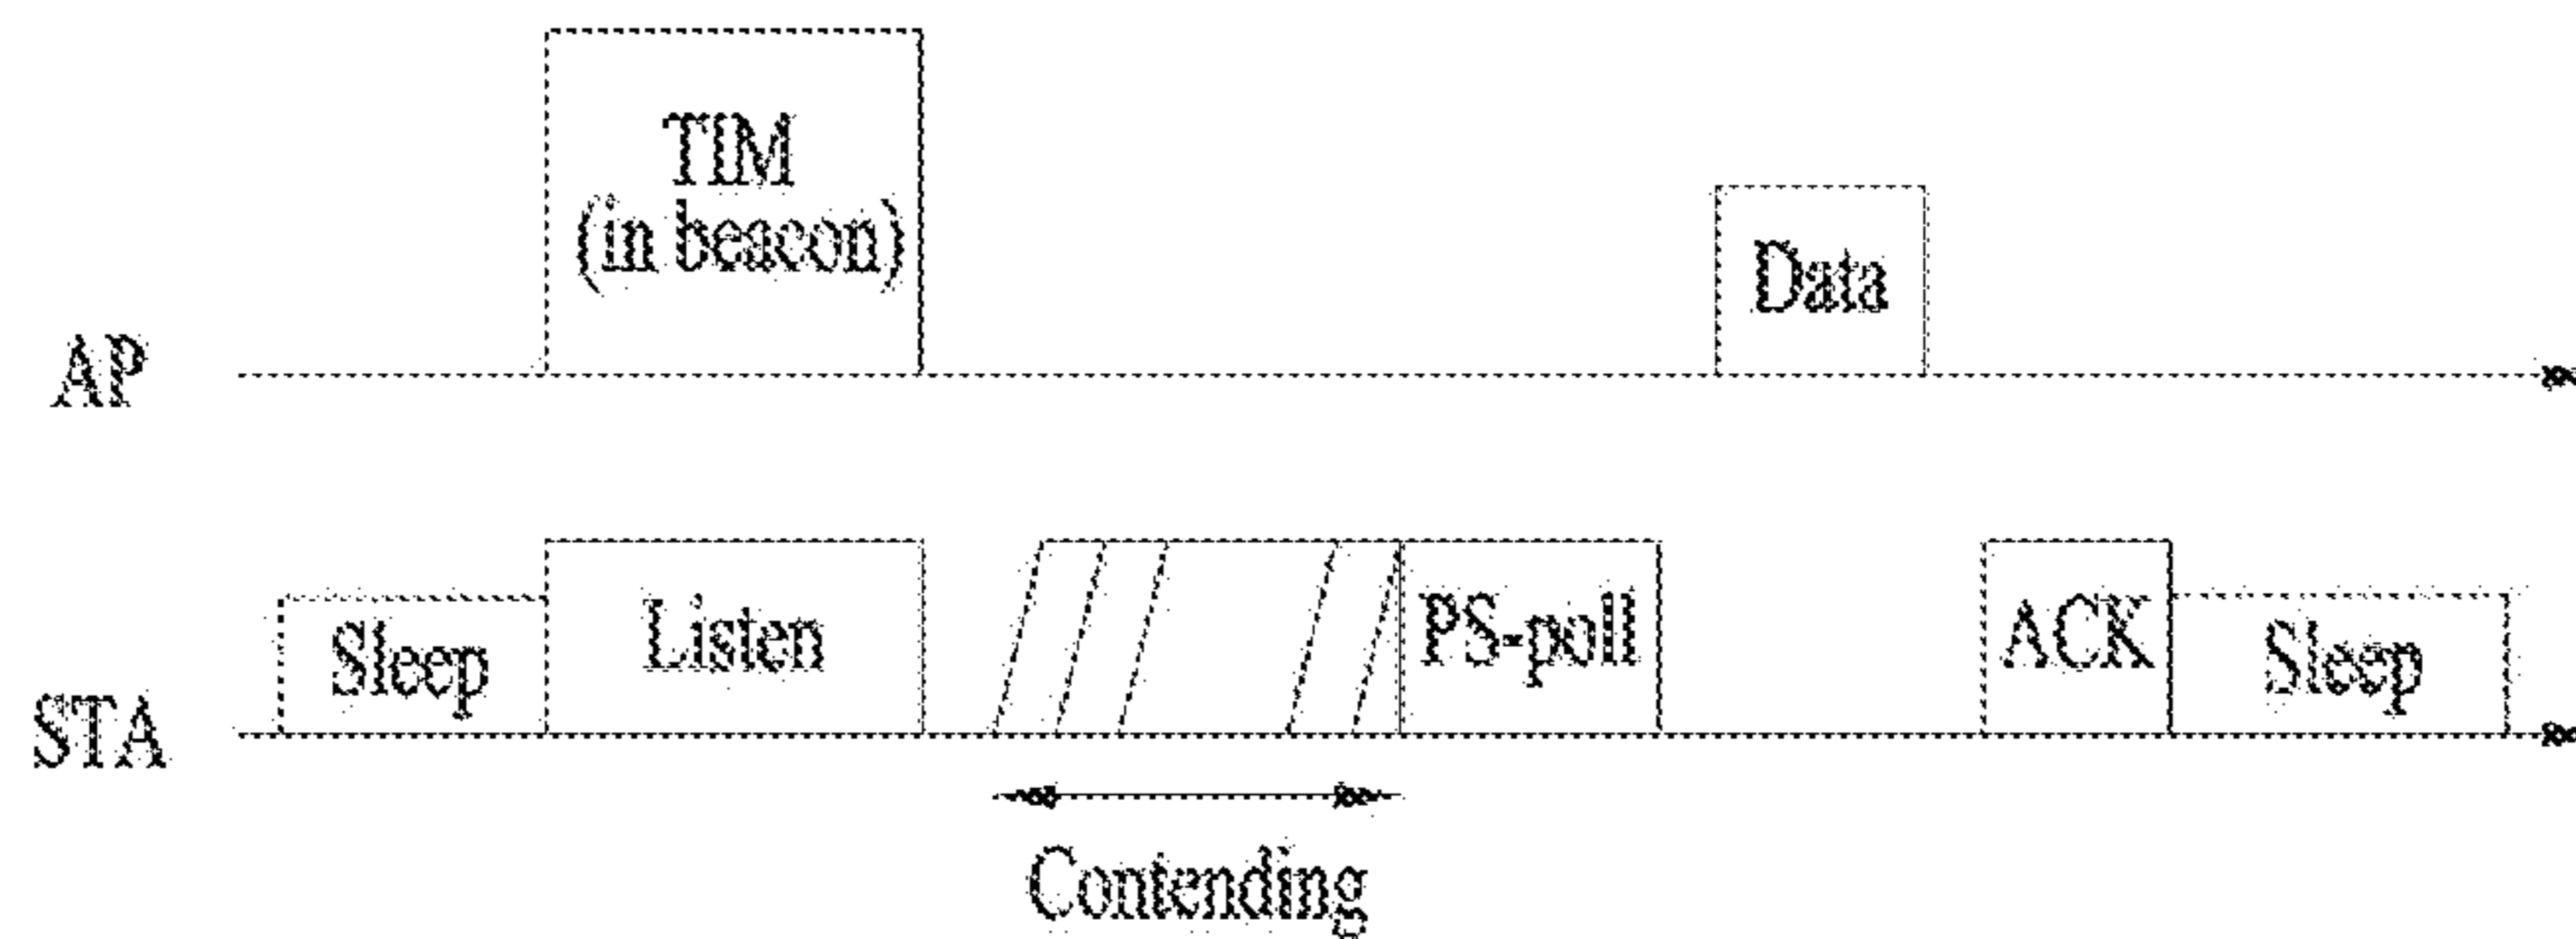 TIM
(in beacon)
Data
AP
Sleep
Listen
PS-poll
ACK
Sleep
STA
Contending